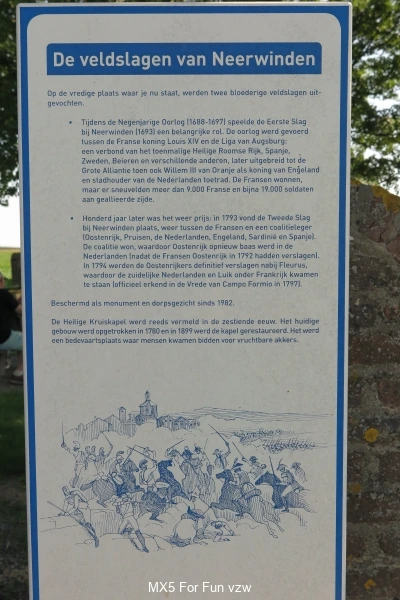 De veldslagen van Neerwinden
Op de vredige plaats waar je nu staat, werden twee bloederige veldslagen uit-
gevochten.
• Tijdens de Negenjarige Oorlog (1688-1697) speelde de Eerste Slag
bij Neerwinden (1693) een belangrijke rol. De oorlog werd gevoerd
tussen de Franse koning Louis XIV en de Liga van Augsburg:
een verbond van het toenmalige Heilige Roomse Rijk, Spanje,
Zweden, Beieren en verschillende anderen, later uitgebreid tot de
Grote Alliantie toen ook Willem III van Oranje als koning van Engeland
en stadhouder van de Nederlanden toetrad. De Fransen wonnen,
maar er sneuvelden meer dan 9.000 Franse en bijna 19.000 soldaten
aan geallieerde zijde.
• Honderd jaar later was het weer prijs: in 1793 vond de Tweede Slag
bij Neerwinden plaats, weer tussen de Fransen en een coalitieleger
(Oostenrijk, Pruisen, de Nederlanden, Engeland, Sardinië en Spanje).
De coalitie won, waardoor Oostenrijk opnieuw baas werd in de
Nederlanden (nadat de Fransen Oostenrijk in 1792 hadden verslagen).
In 1794 werden de Oostenrijkers definitief verslagen nabij Fleurus,
waardoor de zuidelijke Nederlanden en Luik onder Frankrijk kwamen
te staan (officieel erkend in de Vrede van Campo Formio in 1797).
Beschermd als monument en dorpsgezicht sinds 1982.
De Heilige Kruiskapel werd reeds vermeld in de zestiende eeuw. Het huidige
gebouw werd opgetrokken in 1780 en in 1899 werd de kapel gerestaureerd. Het werd
een bedevaartsplaats waar mensen kwamen bidden voor vruchtbare akkers.
MX5 For Fun vzw